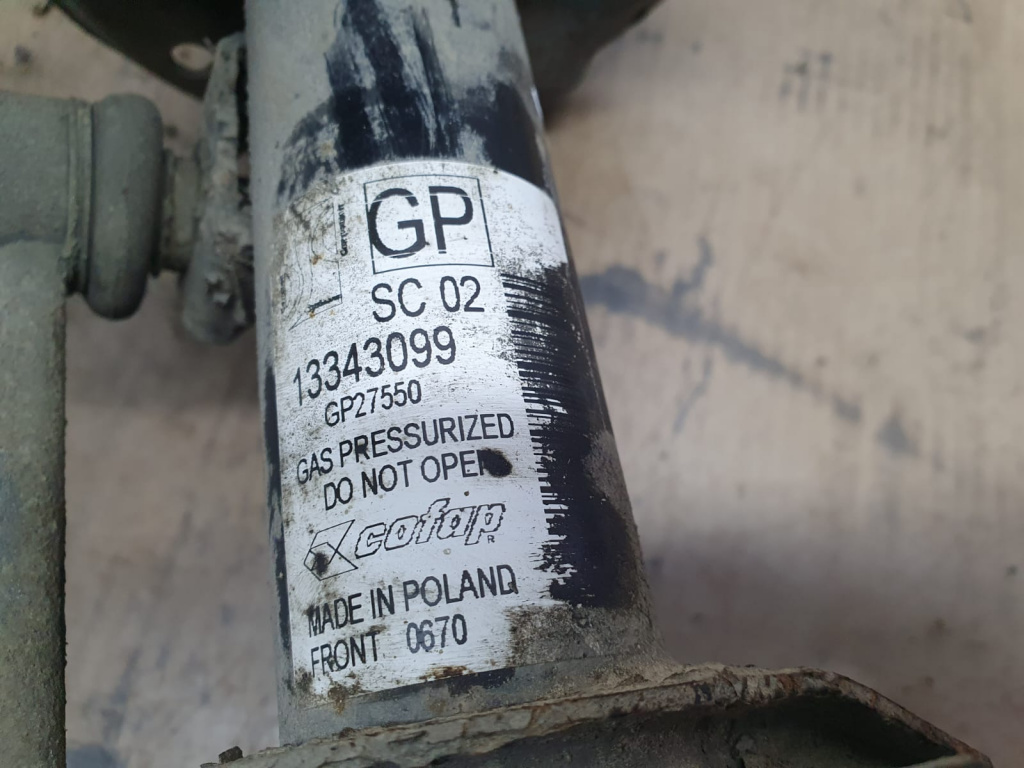 GP
SC 02
13343099
GP27550
GAS PRESSURIZED
DO NOT OPEN
cofap
R
MADE IN POLAND
FRONT 0670